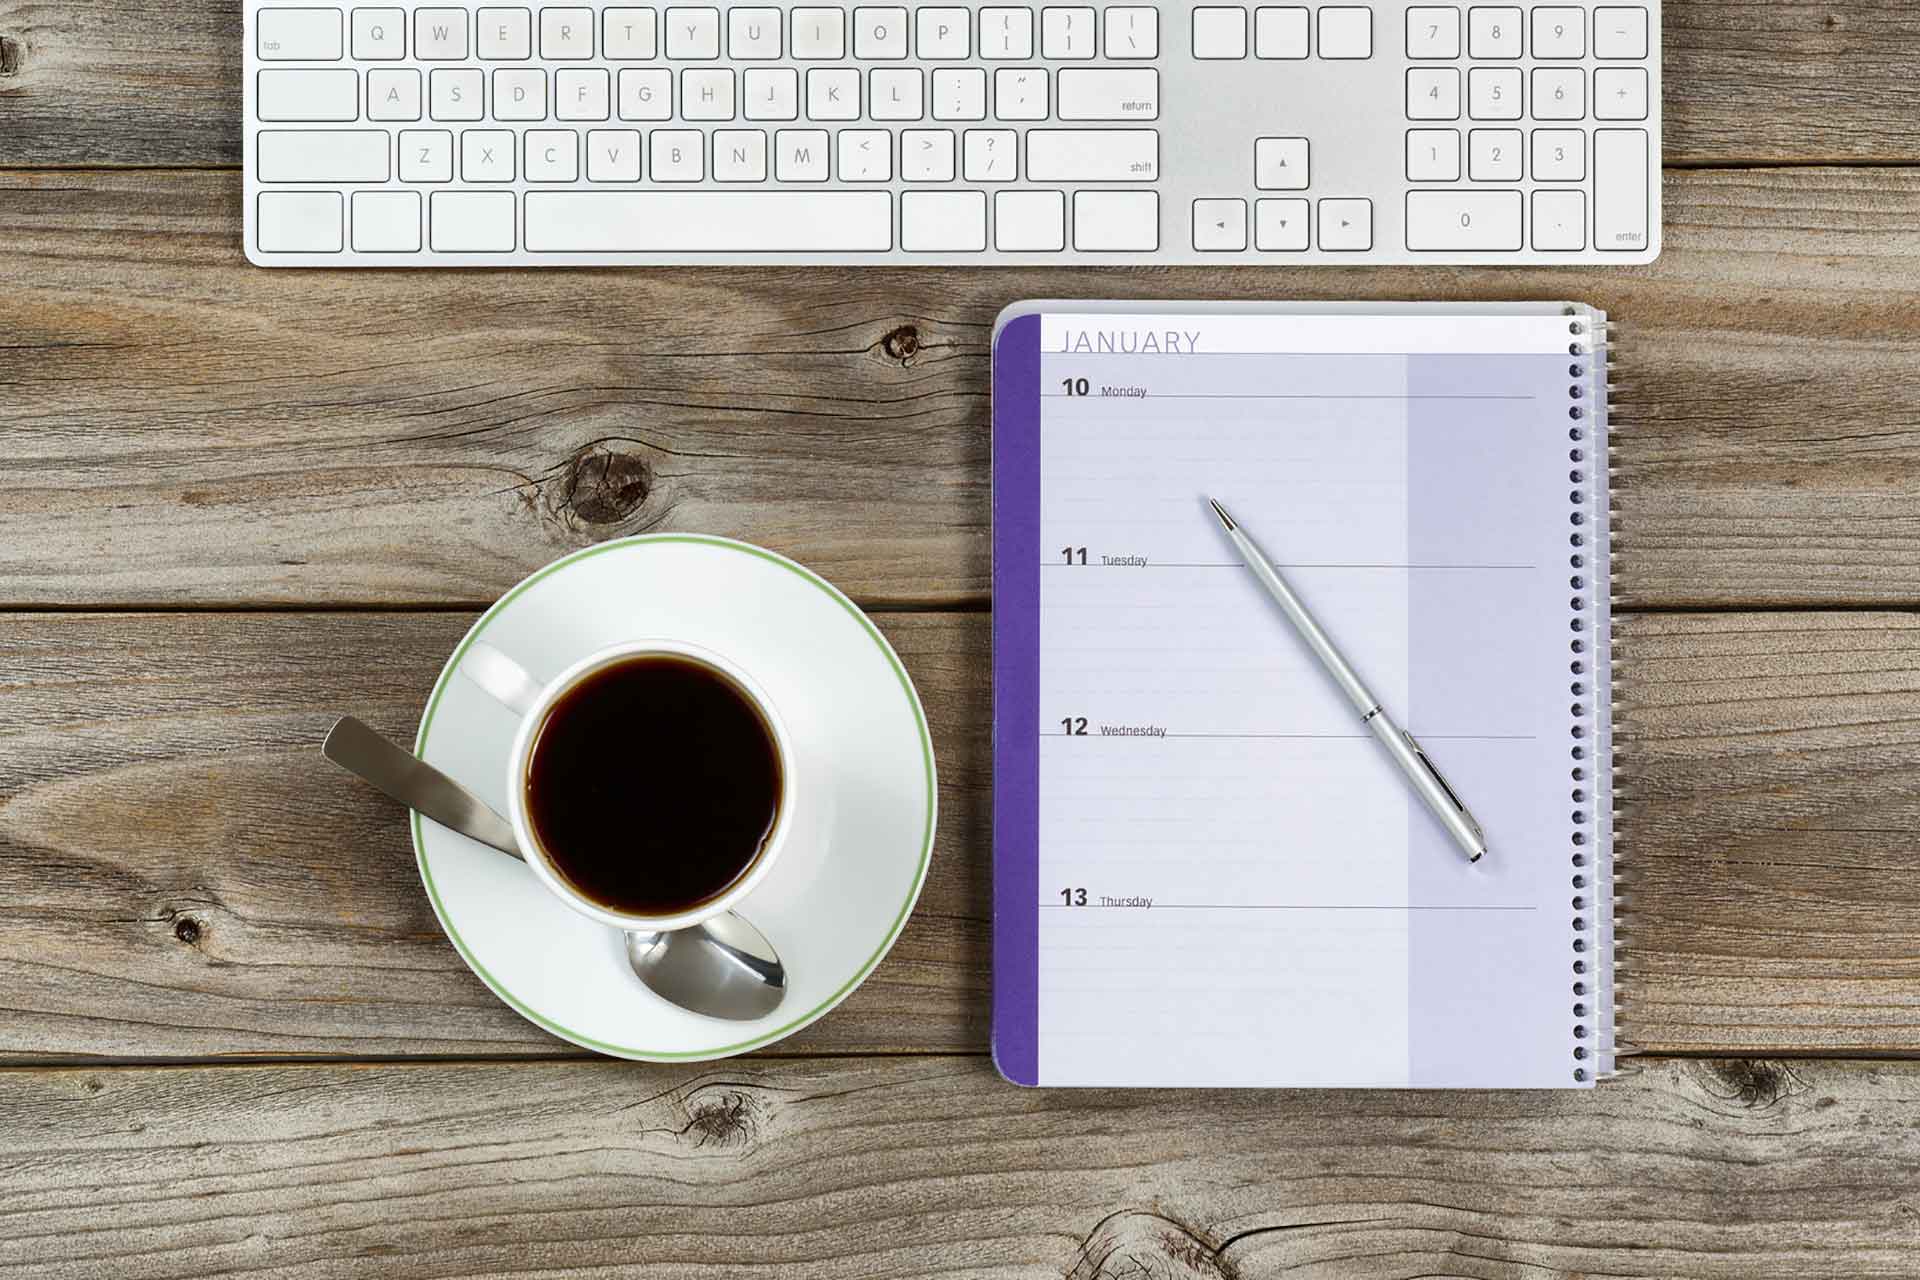 tab Q W E R T Y U I O P { [ } ] | \ 7 8 9 -
A S D F G H J K L : ; " ' return 4 5 6 +
Z X C V B N M < , > . ? / shift ▲ 1 2 3
◄ ▼ ► 0 . enter
JANUARY
10 Monday
11 Tuesday
12 Wednesday
13 Thursday